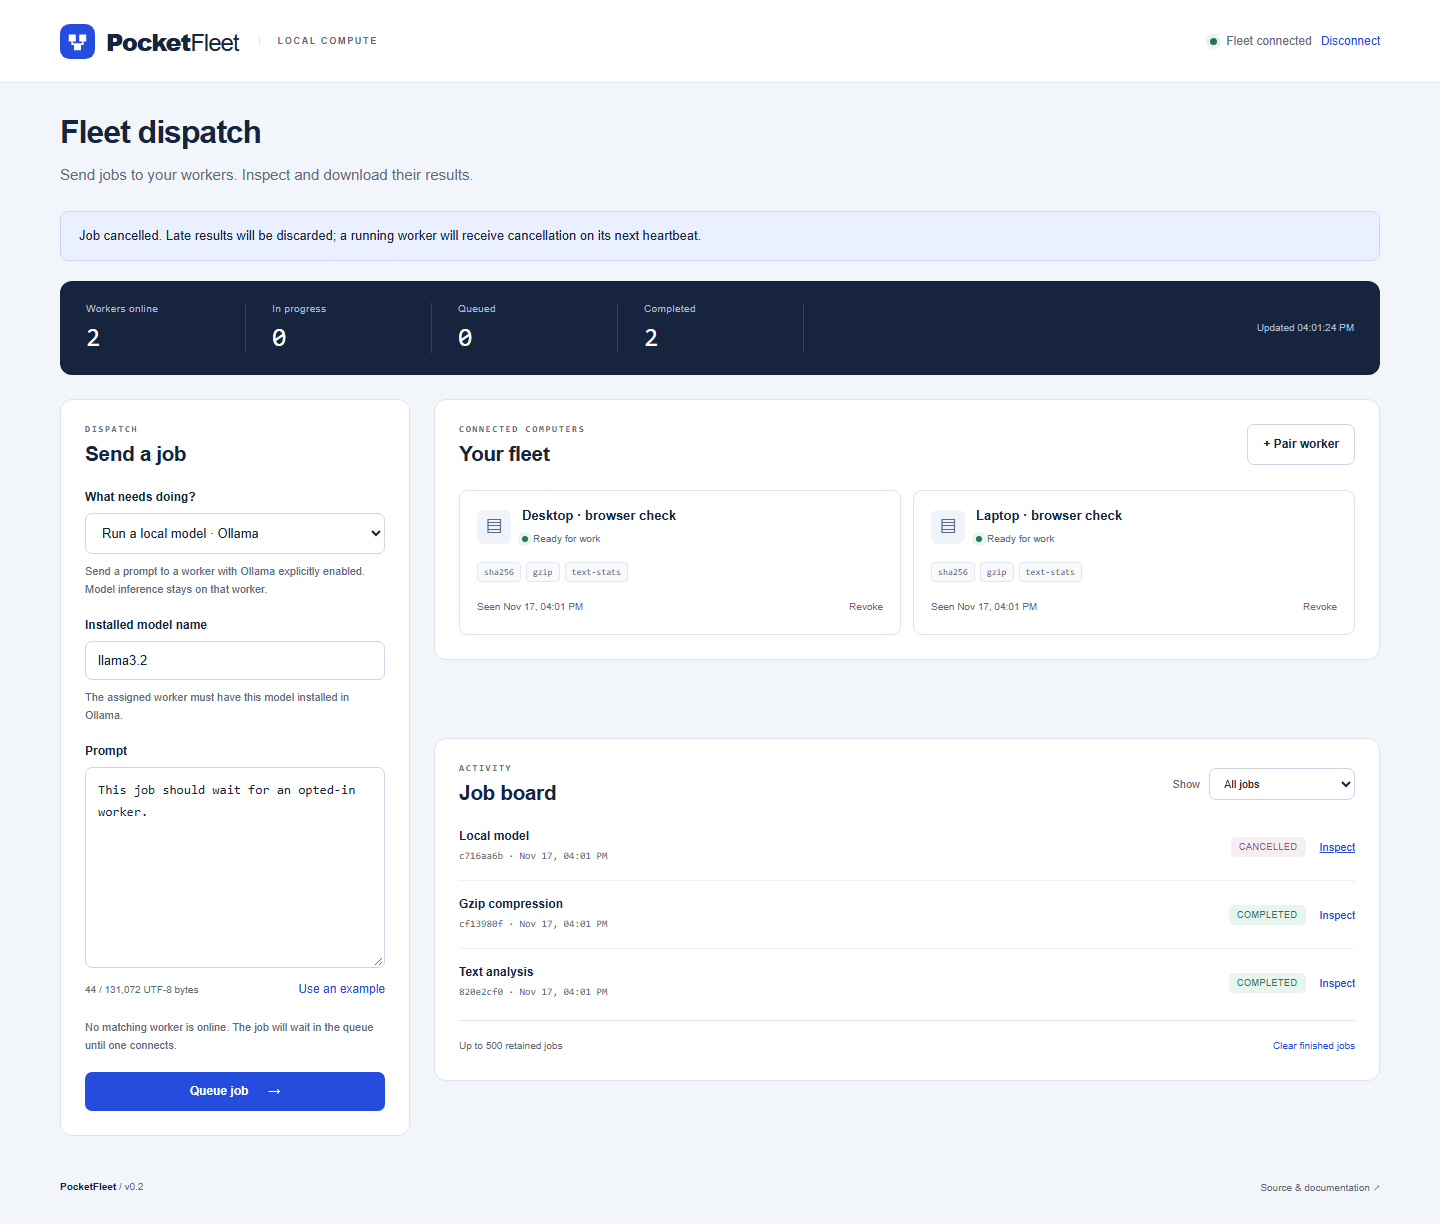 PocketFleet
LOCAL COMPUTE
Fleet connected Disconnect
Fleet dispatch
Send jobs to your workers. Inspect and download their results.
Job cancelled. Late results will be discarded; a running worker will receive cancellation on its next heartbeat.
Workers online
2
In progress
0
Queued
0
Completed
2
Updated 04:01:24 PM
DISPATCH
Send a job
What needs doing?
Run a local model · Ollama
Send a prompt to a worker with Ollama explicitly enabled.
Model inference stays on that worker.
Installed model name
llama3.2
The assigned worker must have this model installed in
Ollama.
Prompt
This job should wait for an opted-in
worker.
44 / 131,072 UTF-8 bytes
Use an example
No matching worker is online. The job will wait in the queue
until one connects.
Queue job →
CONNECTED COMPUTERS
Your fleet
+ Pair worker
Desktop · browser check
Ready for work
sha256 gzip text-stats
Seen Nov 17, 04:01 PM
Revoke
Laptop · browser check
Ready for work
sha256 gzip text-stats
Seen Nov 17, 04:01 PM
Revoke
ACTIVITY
Job board
Show All jobs
Local model
c716aa6b · Nov 17, 04:01 PM
CANCELLED Inspect
Gzip compression
cf13980f · Nov 17, 04:01 PM
COMPLETED Inspect
Text analysis
820e2cf0 · Nov 17, 04:01 PM
COMPLETED Inspect
Up to 500 retained jobs
Clear finished jobs
PocketFleet / v0.2
Source & documentation ↗